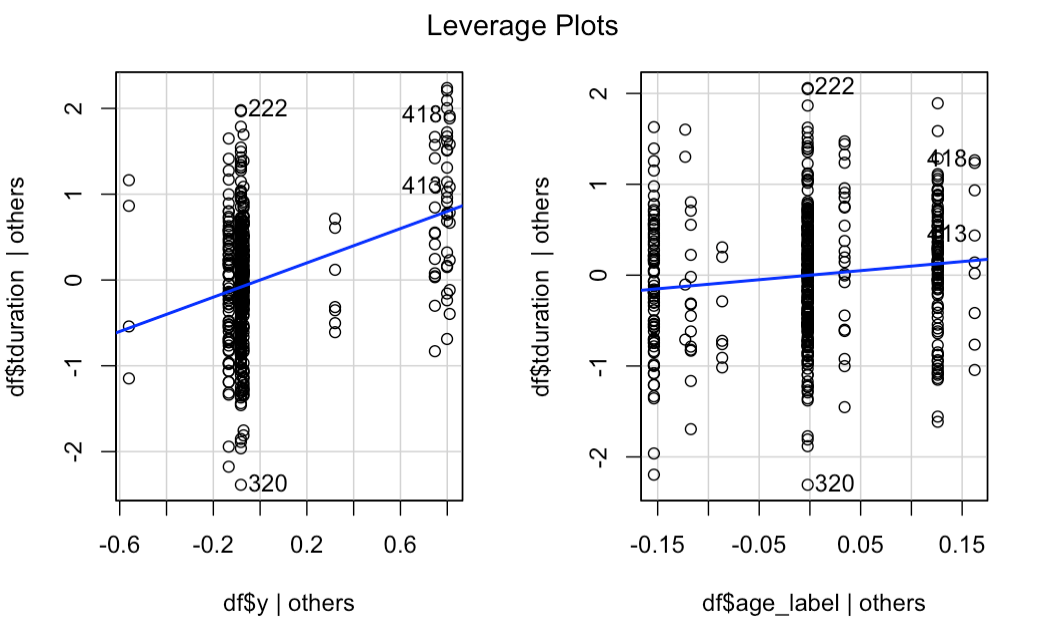 Leverage Plots
df$tduration | others
2
1
0
-1
-2
222
418
413
320
-0.6 -0.2 0.2 0.6
df$y | others
df$tduration | others
2
1
0
-1
-2
222
418
413
320
-0.15 -0.05 0.05 0.15
df$age_label | others